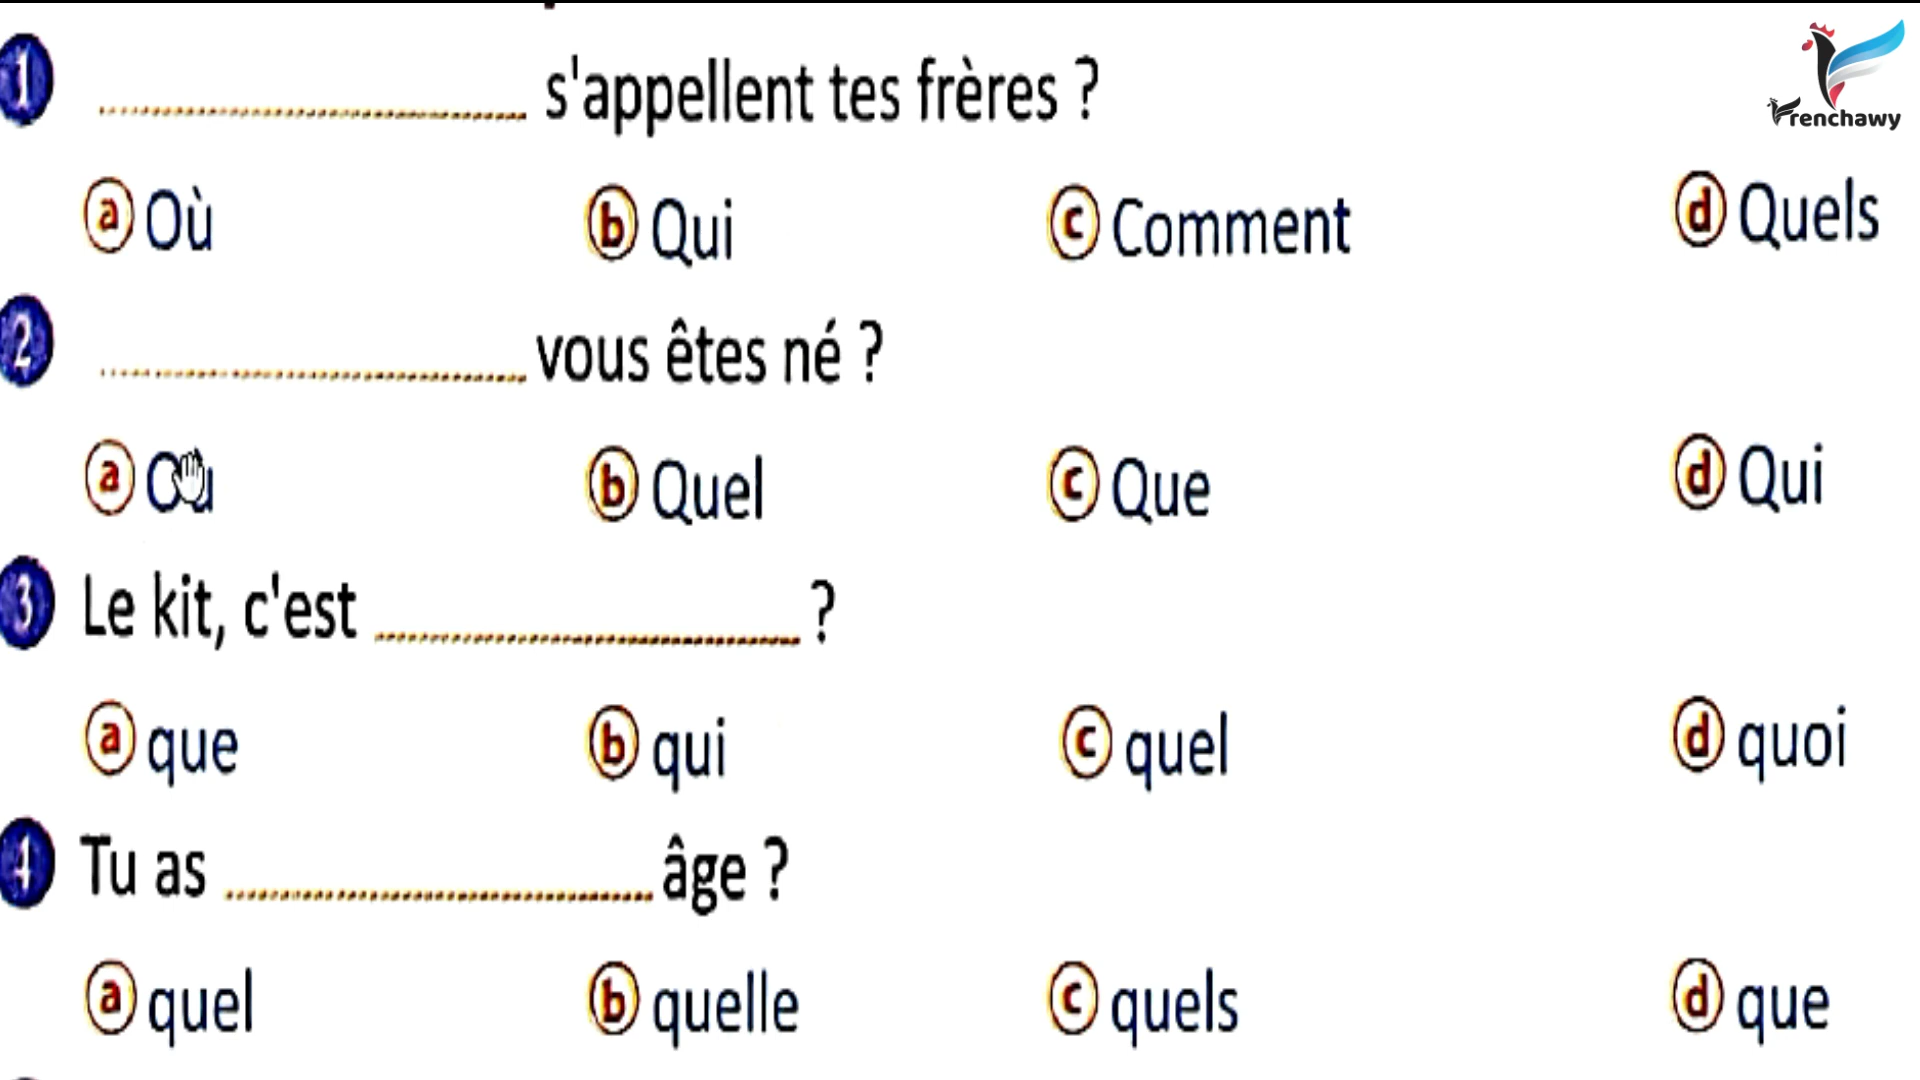 1 .......... s'appellent tes frères ?
a Où b Qui c Comment d Quels
2 .......... vous êtes né ?
a b Quel c Que d Qui
3 Le kit, c'est .......... ?
a que b qui c quel d quoi
4 Tu as .......... âge ?
a quel b quelle c quels d que
Frenchawy